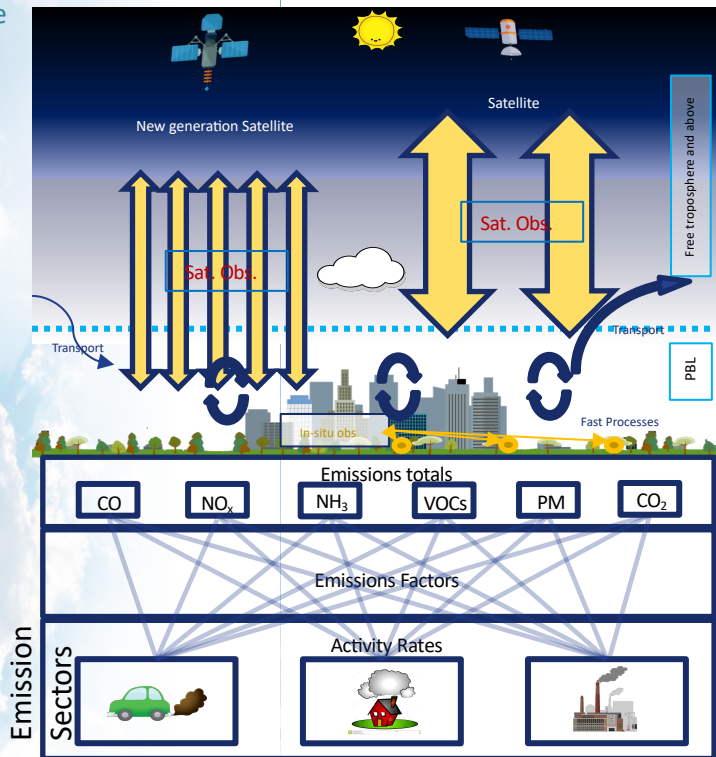 e
New generation Satellite
Satellite
Free troposphere and above
Sat. Obs.
Sat. Obs.
Transport
Transport
PBL
In-situ obs
Fast Processes
Emissions totals
CO
NOₓ
NH₃
VOCs
PM
CO₂
Emissions Factors
Activity Rates
Emission
Sectors